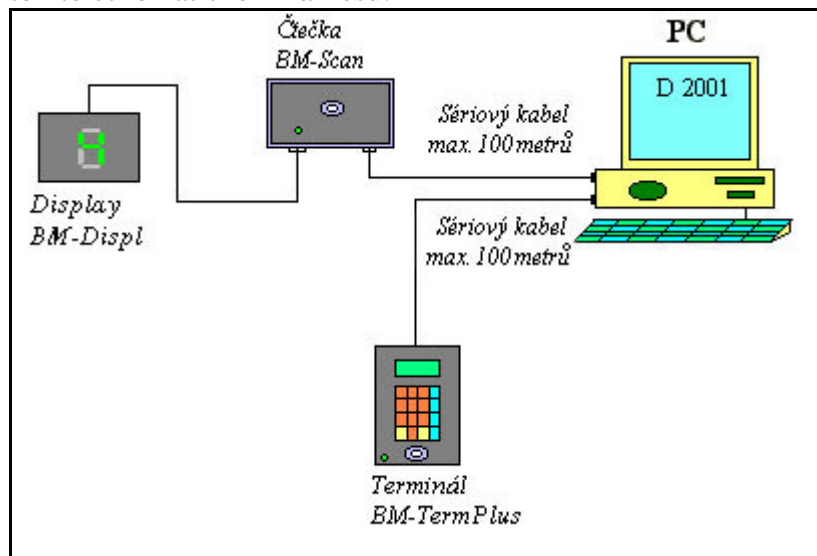 Čtečka
BM-Scan
PC
D 2001
Sériový kabel
max. 100 metrů
Display
BM-Displ
Sériový kabel
max. 100 metrů
Terminál
BM-TermPlus